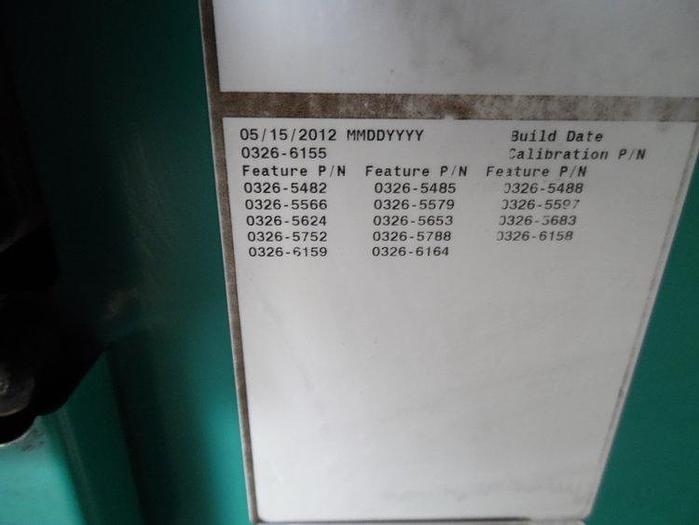 05/15/2012 MMDDYYYY Build Date
0326-6155 Calibration P/N
Feature P/N Feature P/N Feature P/N
0326-5482 0326-5485 0326-5488
0326-5566 0326-5579 0326-5597
0326-5624 0326-5653 0326-5683
0326-5752 0326-5788 0326-6158
0326-6159 0326-6164